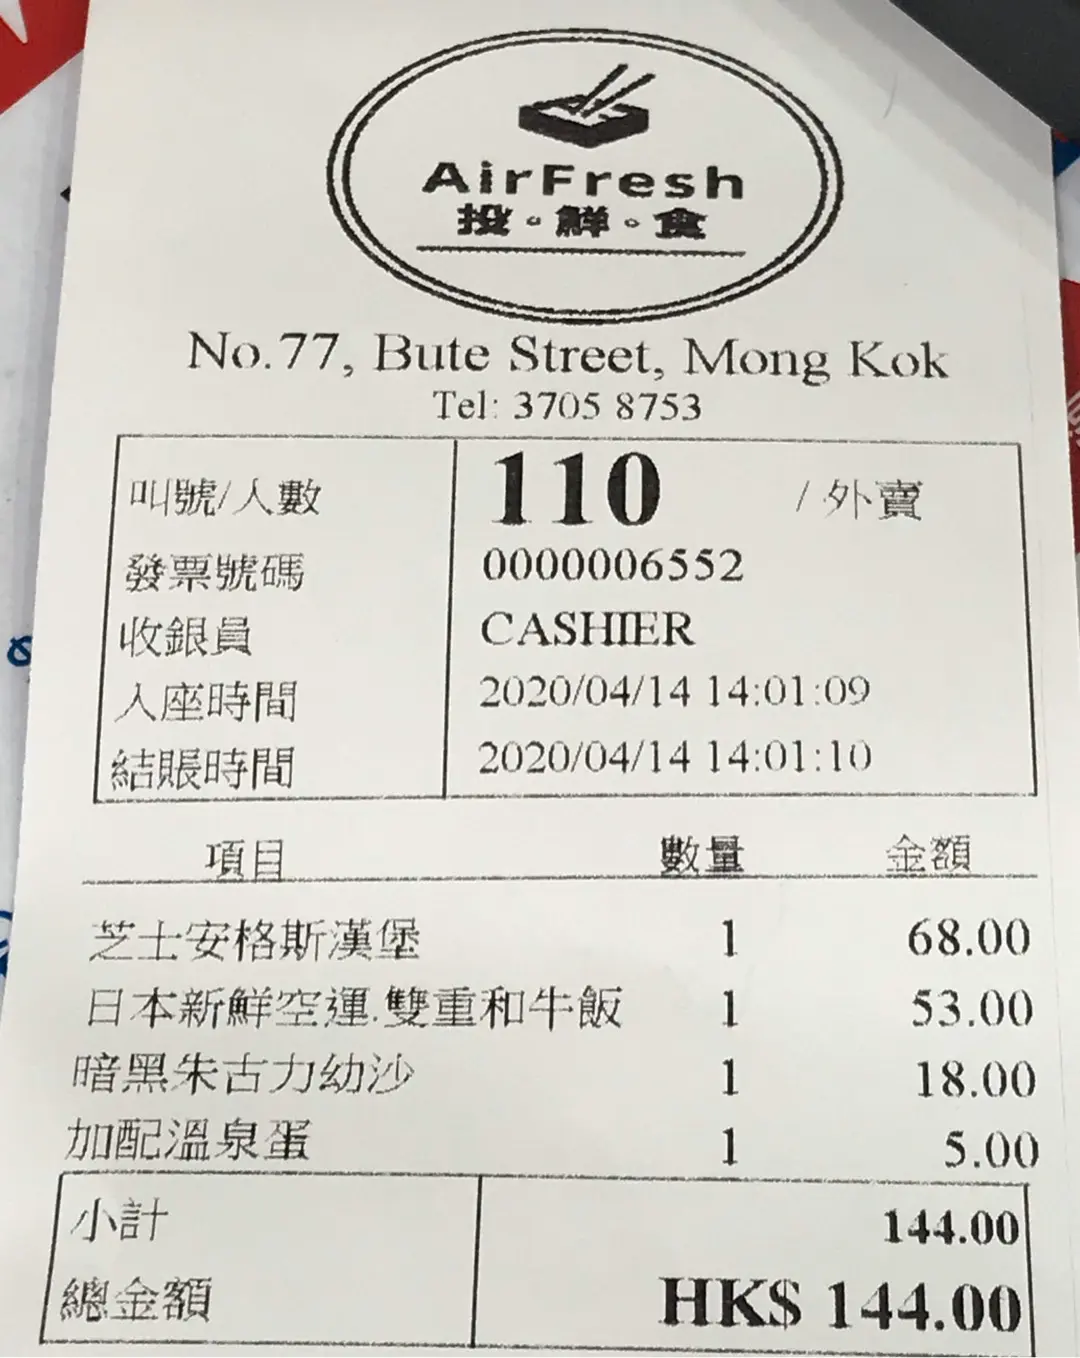 AirFresh
投。鮮。食
No.77, Bute Street, Mong Kok
Tel: 3705 8753
叫號/人數 110 / 外賣
發票號碼 0000006552
收銀員 CASHIER
入座時間 2020/04/14 14:01:09
結賬時間 2020/04/14 14:01:10
項目 數量 金額
芝士安格斯漢堡 1 68.00
日本新鮮空運.雙重和牛飯 1 53.00
暗黑朱古力幼沙 1 18.00
加配溫泉蛋 1 5.00
小計 144.00
總金額 HK$ 144.00